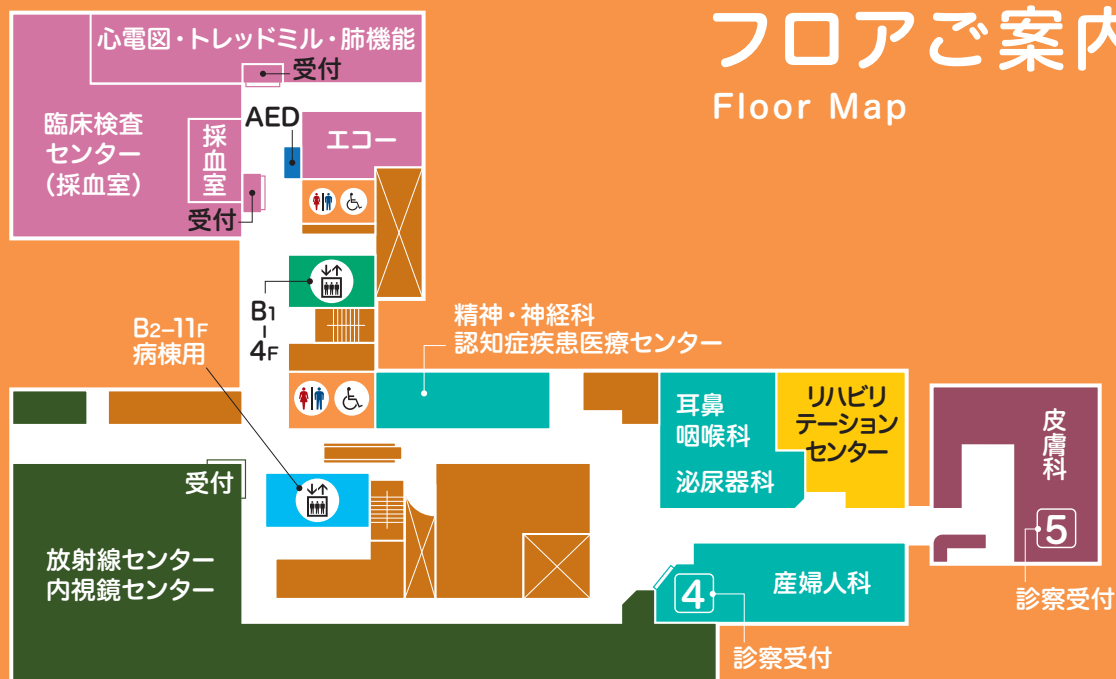 フロアご案内
Floor Map
心電図・トレッドミル・肺機能
受付
臨床検査
センター
(採血室)
採血室
AED
エコー
受付
B1
-
4F
B2-11F
病棟用
精神・神経科
認知症疾患医療センター
耳鼻
咽喉科
泌尿器科
リハビリ
テーション
センター
皮膚科
5
診察受付
受付
放射線センター
内視鏡センター
4
産婦人科
診察受付